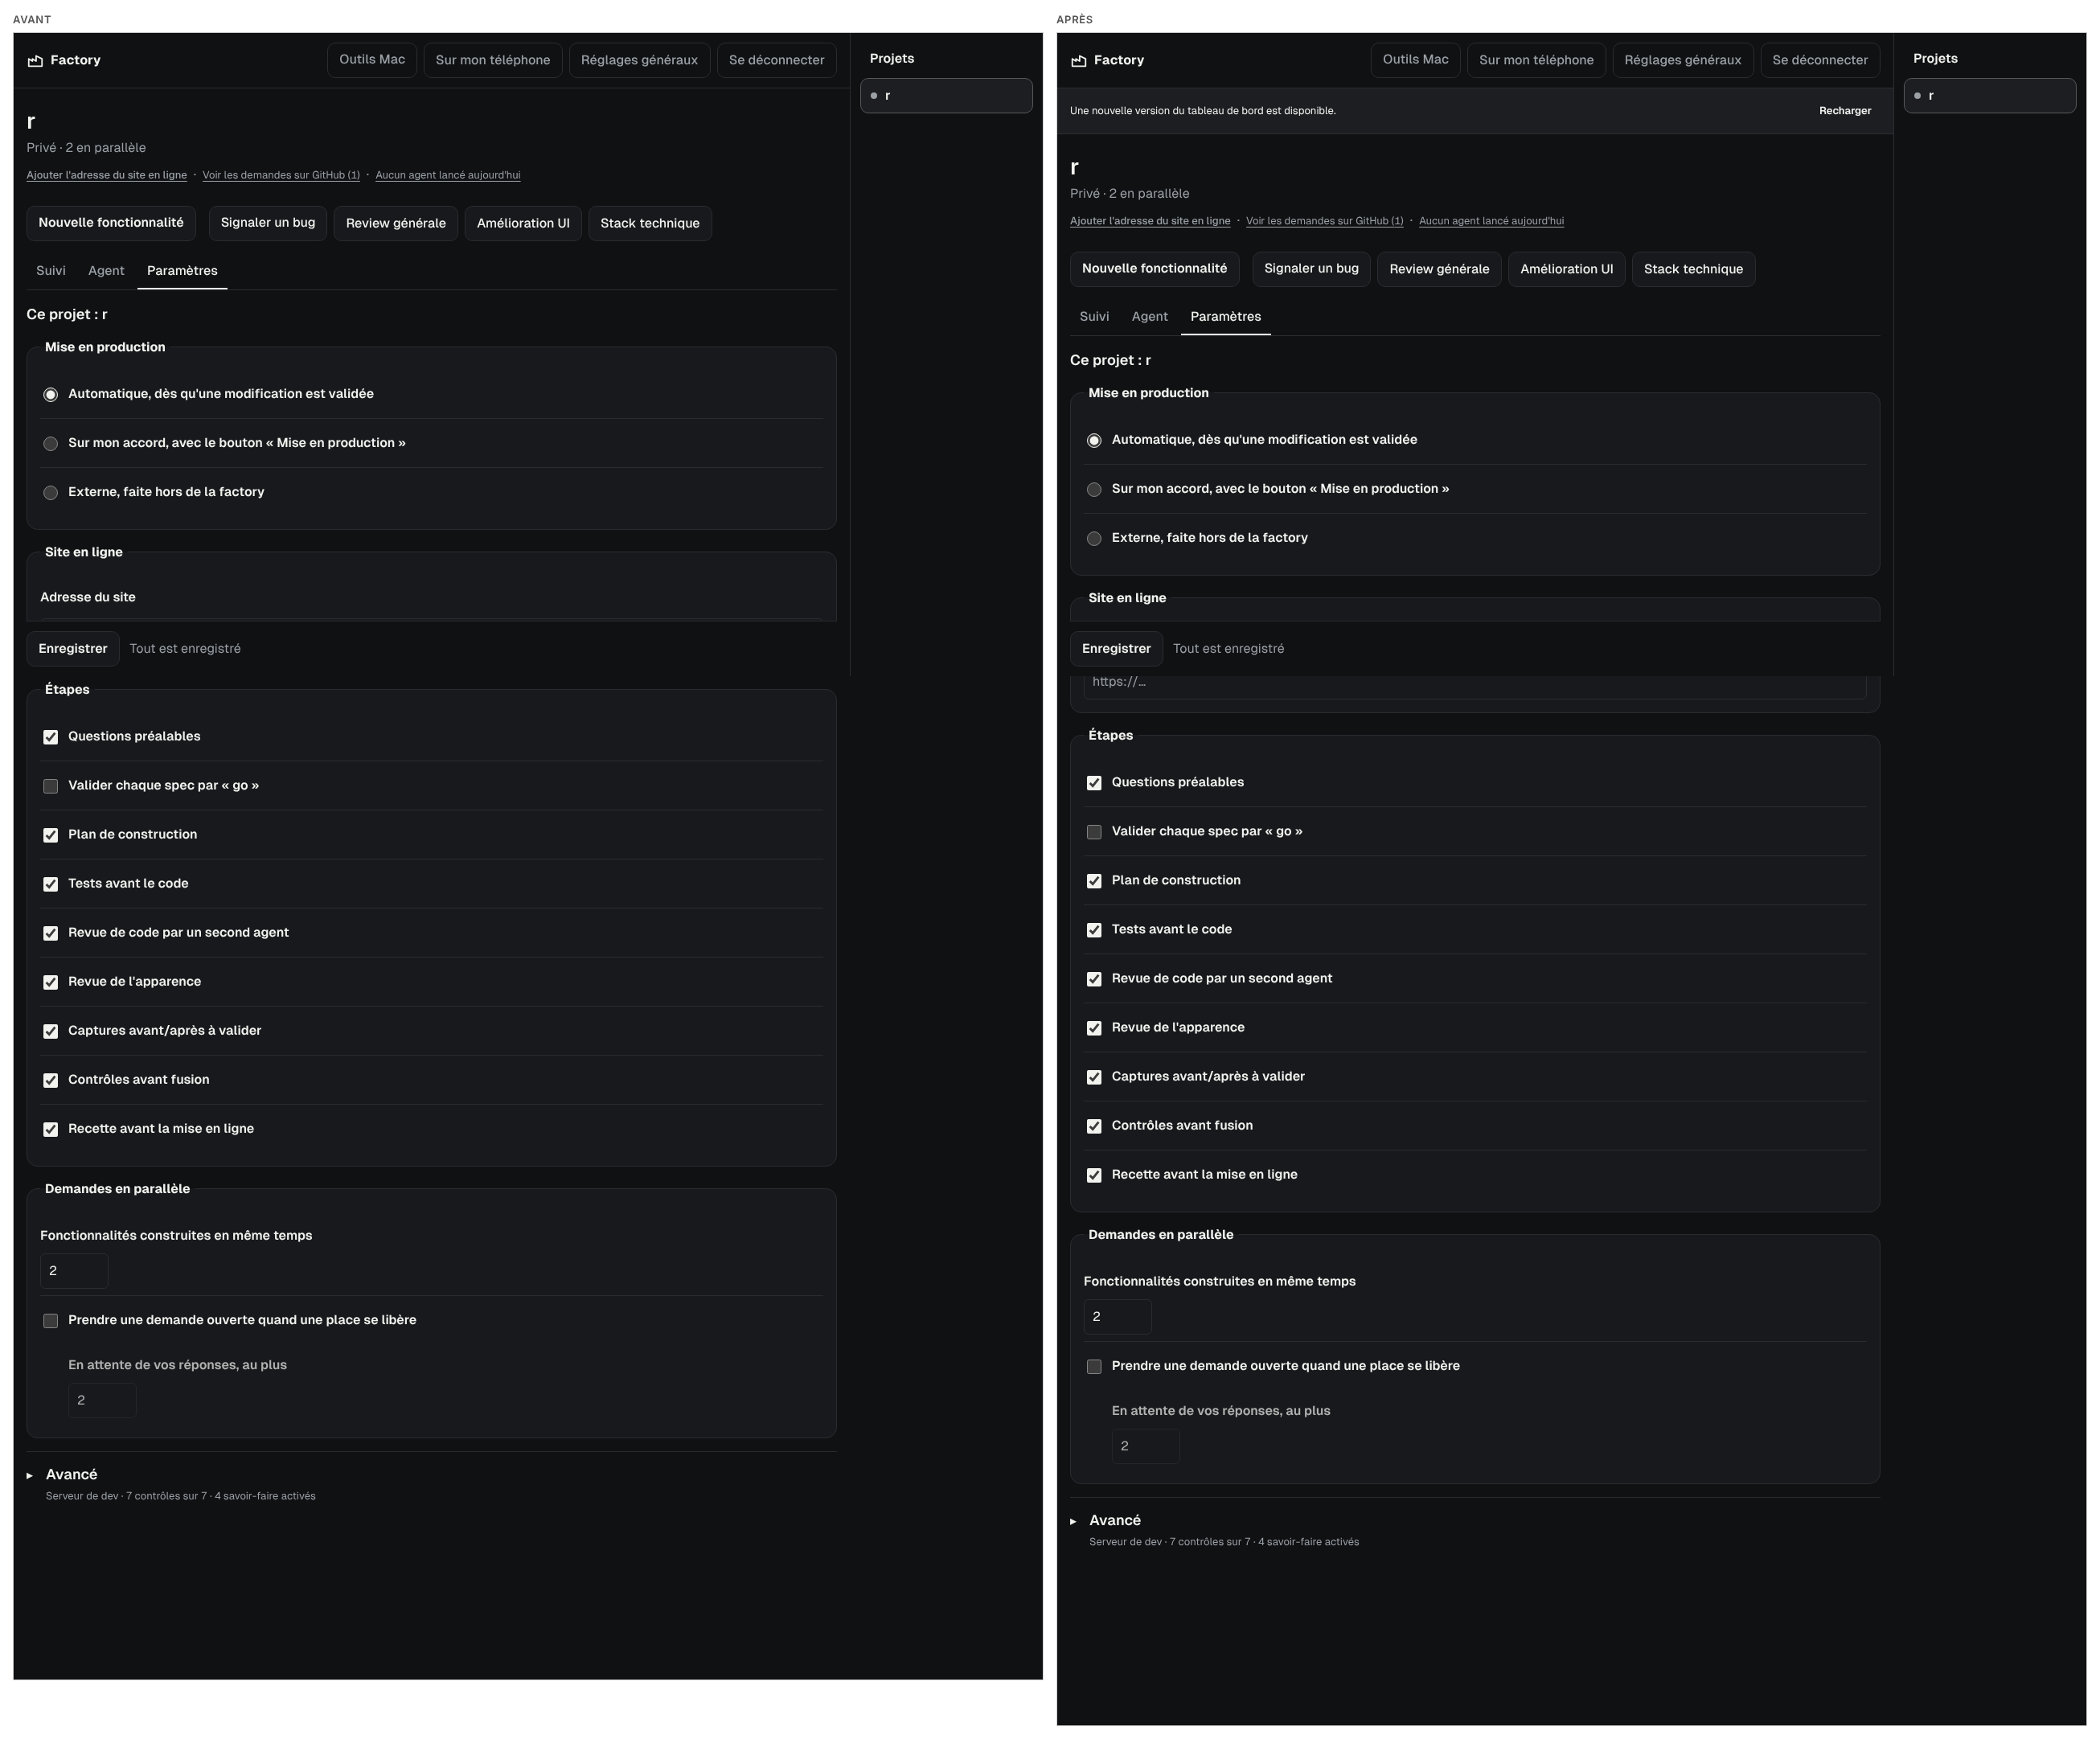 AVANT
Factory
Outils Mac
Sur mon téléphone
Réglages généraux
Se déconnecter
Projets
r
r
Privé · 2 en parallèle
Ajouter l'adresse du site en ligne · Voir les demandes sur GitHub (1) · Aucun agent lancé aujourd'hui
Nouvelle fonctionnalité
Signaler un bug
Review générale
Amélioration UI
Stack technique
Suivi
Agent
Paramètres
Ce projet : r
Mise en production
Automatique, dès qu'une modification est validée
Sur mon accord, avec le bouton « Mise en production »
Externe, faite hors de la factory
Site en ligne
Adresse du site
Enregistrer
Tout est enregistré
Étapes
Questions préalables
Valider chaque spec par « go »
Plan de construction
Tests avant le code
Revue de code par un second agent
Revue de l'apparence
Captures avant/après à valider
Contrôles avant fusion
Recette avant la mise en ligne
Demandes en parallèle
Fonctionnalités construites en même temps
2
Prendre une demande ouverte quand une place se libère
En attente de vos réponses, au plus
2
Avancé
Serveur de dev · 7 contrôles sur 7 · 4 savoir-faire activés
APRÈS
Factory
Outils Mac
Sur mon téléphone
Réglages généraux
Se déconnecter
Projets
r
Une nouvelle version du tableau de bord est disponible.
Recharger
r
Privé · 2 en parallèle
Ajouter l'adresse du site en ligne · Voir les demandes sur GitHub (1) · Aucun agent lancé aujourd'hui
Nouvelle fonctionnalité
Signaler un bug
Review générale
Amélioration UI
Stack technique
Suivi
Agent
Paramètres
Ce projet : r
Mise en production
Automatique, dès qu'une modification est validée
Sur mon accord, avec le bouton « Mise en production »
Externe, faite hors de la factory
Site en ligne
Enregistrer
Tout est enregistré
https://…
Étapes
Questions préalables
Valider chaque spec par « go »
Plan de construction
Tests avant le code
Revue de code par un second agent
Revue de l'apparence
Captures avant/après à valider
Contrôles avant fusion
Recette avant la mise en ligne
Demandes en parallèle
Fonctionnalités construites en même temps
2
Prendre une demande ouverte quand une place se libère
En attente de vos réponses, au plus
2
Avancé
Serveur de dev · 7 contrôles sur 7 · 4 savoir-faire activés